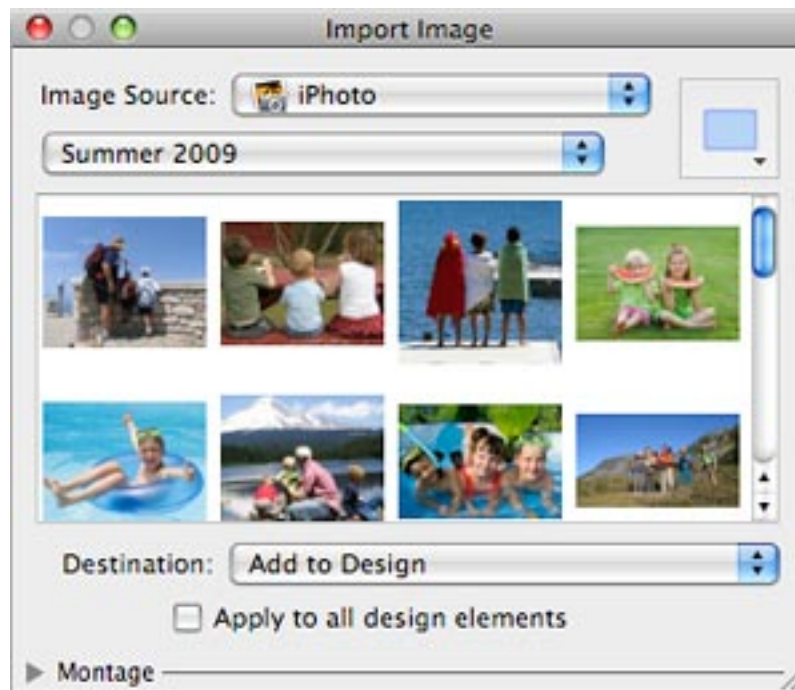 Import Image
Image Source: iPhoto
Summer 2009
Destination: Add to Design
Apply to all design elements
Montage